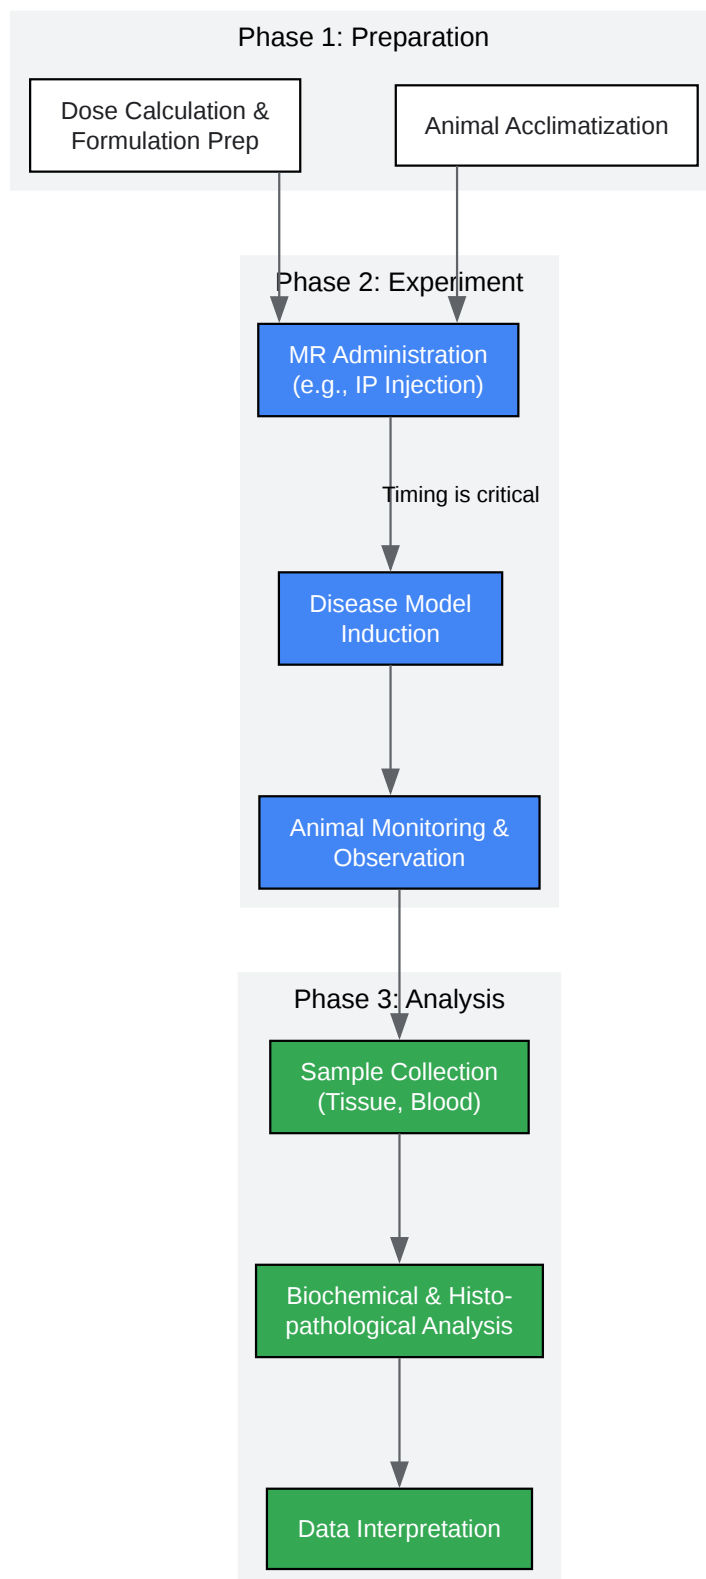 Phase 1: Preparation
Dose Calculation &
Formulation Prep
Animal Acclimatization
Phase 2: Experiment
MR Administration
(e.g., IP Injection)
Timing is critical
Disease Model
Induction
Animal Monitoring &
Observation
Phase 3: Analysis
Sample Collection
(Tissue, Blood)
Biochemical & Histo-
pathological Analysis
Data Interpretation